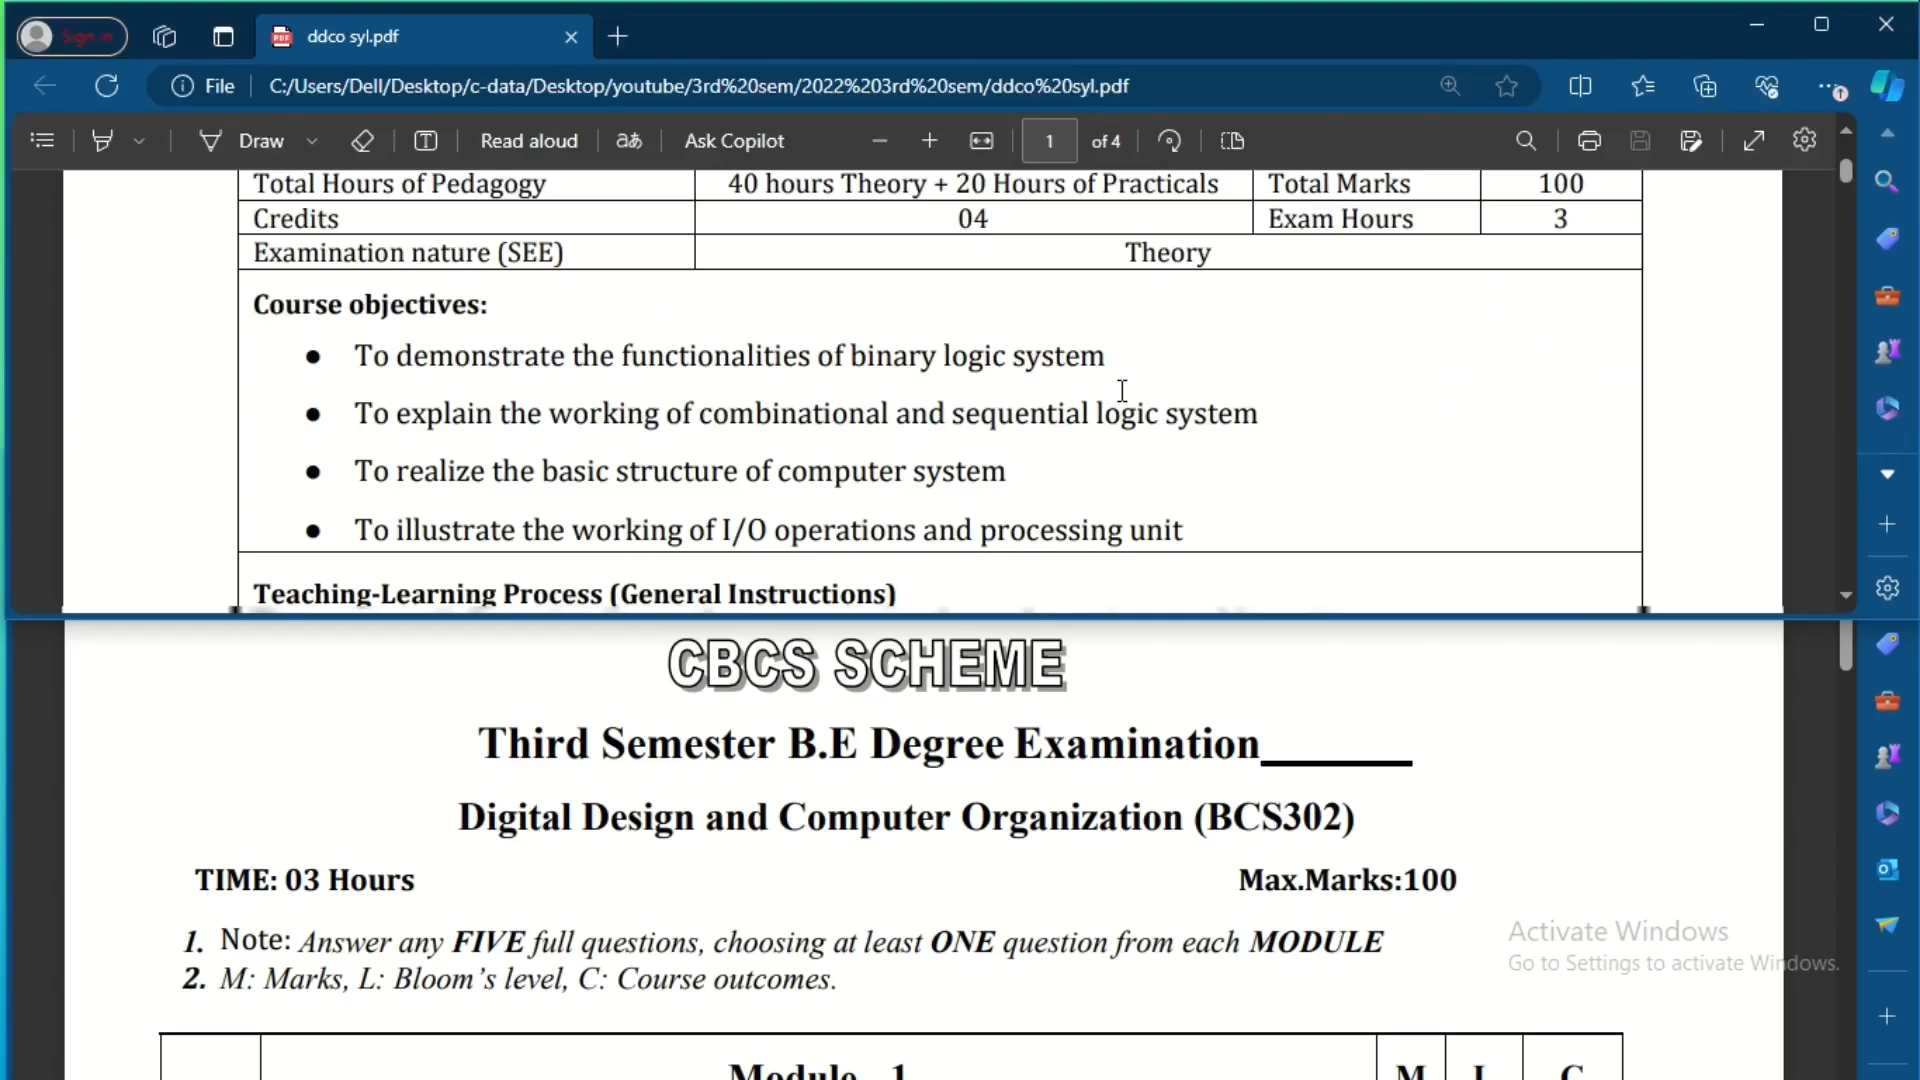 Sign in
ddco syl.pdf
File C:/Users/Dell/Desktop/c-data/Desktop/youtube/3rd%20sem/2022%203rd%20sem/ddco%20syl.pdf
Draw Read aloud aあ Ask Copilot 1 of 4
Total Hours of Pedagogy 40 hours Theory + 20 Hours of Practicals Total Marks 100
Credits 04 Exam Hours 3
Examination nature (SEE) Theory
Course objectives:
● To demonstrate the functionalities of binary logic system
● To explain the working of combinational and sequential logic system
● To realize the basic structure of computer system
● To illustrate the working of I/O operations and processing unit
Teaching-Learning Process (General Instructions)
CBCS SCHEME
Third Semester B.E Degree Examination_______
Digital Design and Computer Organization (BCS302)
TIME: 03 Hours Max.Marks:100
1. Note: Answer any FIVE full questions, choosing at least ONE question from each MODULE
2. M: Marks, L: Bloom's level, C: Course outcomes.
Activate Windows
Go to Settings to activate Windows.
Module - 1 M L C